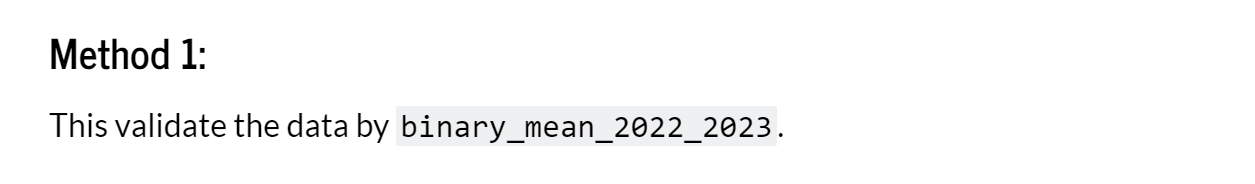 Method 1:
This validate the data by binary_mean_2022_2023.